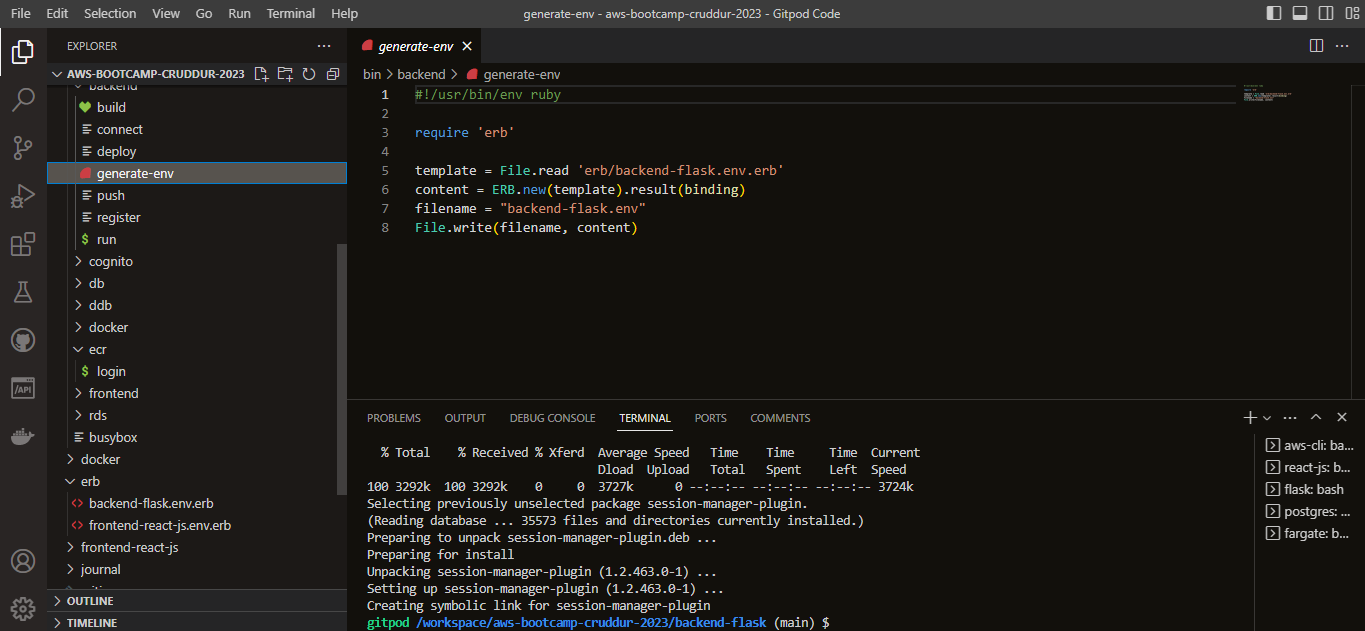 File Edit Selection View Go Run Terminal Help generate-env - aws-bootcamp-cruddur-2023 - Gitpod Code
EXPLORER
AWS-BOOTCAMP-CRUDDUR-2023
backend
build
connect
deploy
generate-env
push
register
$ run
cognito
db
ddb
docker
ecr
$ login
frontend
rds
busybox
docker
erb
<> backend-flask.env.erb
<> frontend-react-js.env.erb
frontend-react-js
journal
OUTLINE
TIMELINE
generate-env
bin > backend > generate-env
1 #!/usr/bin/env ruby
2
3 require 'erb'
4
5 template = File.read 'erb/backend-flask.env.erb'
6 content = ERB.new(template).result(binding)
7 filename = "backend-flask.env"
8 File.write(filename, content)
PROBLEMS OUTPUT DEBUG CONSOLE TERMINAL PORTS COMMENTS
% Total % Received % Xferd Average Speed Time Time Time Current
Dload Upload Total Spent Left Speed
100 3292k 100 3292k 0 0 3727k 0 --:--:-- --:--:-- --:--:-- 3724k
Selecting previously unselected package session-manager-plugin.
(Reading database ... 35573 files and directories currently installed.)
Preparing to unpack session-manager-plugin.deb ...
Preparing for install
Unpacking session-manager-plugin (1.2.463.0-1) ...
Setting up session-manager-plugin (1.2.463.0-1) ...
Creating symbolic link for session-manager-plugin
gitpod /workspace/aws-bootcamp-cruddur-2023/backend-flask (main) $
aws-cli: ba...
react-js: b...
flask: bash
postgres: ...
fargate: b...
/API